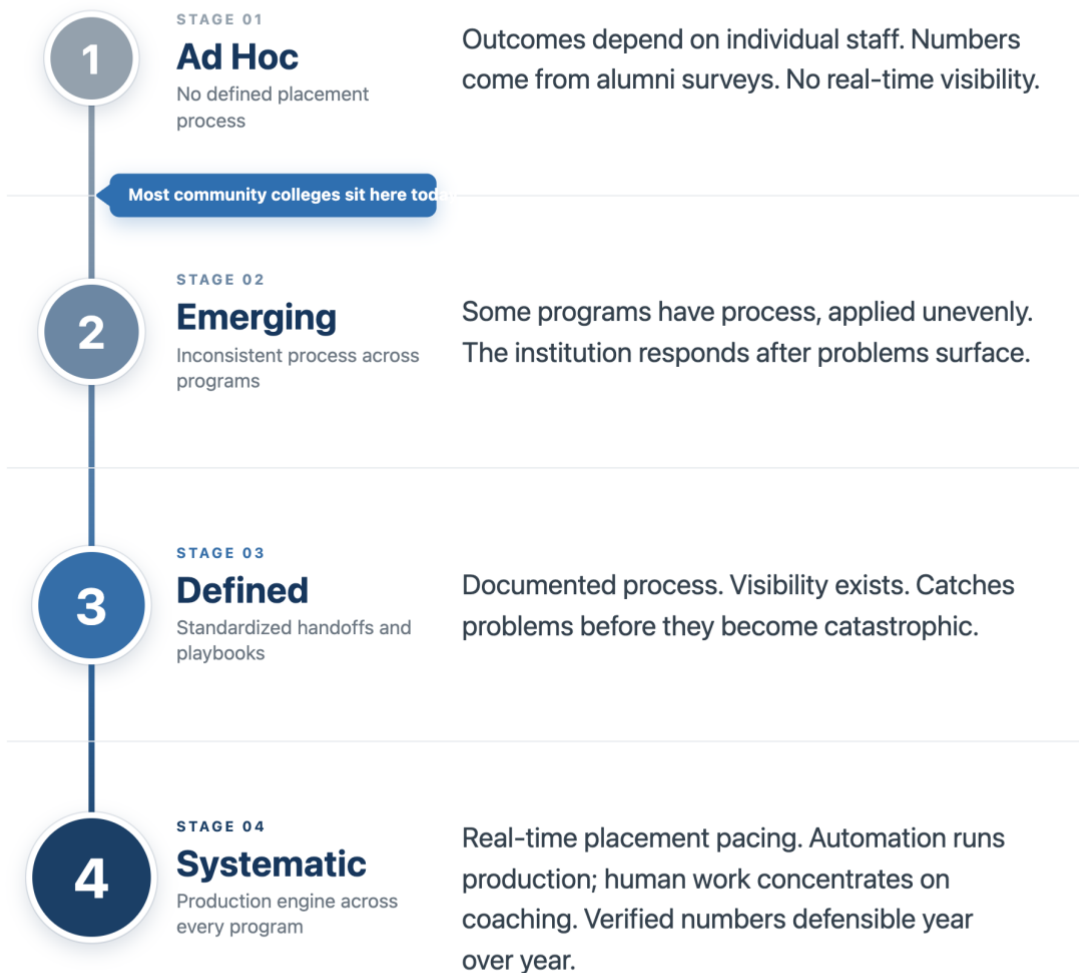 1
STAGE 01
Ad Hoc
No defined placement
process
Outcomes depend on individual staff. Numbers
come from alumni surveys. No real-time visibility.
Most community colleges sit here today
2
STAGE 02
Emerging
Inconsistent process across
programs
Some programs have process, applied unevenly.
The institution responds after problems surface.
3
STAGE 03
Defined
Standardized handoffs and
playbooks
Documented process. Visibility exists. Catches
problems before they become catastrophic.
4
STAGE 04
Systematic
Production engine across
every program
Real-time placement pacing. Automation runs
production; human work concentrates on
coaching. Verified numbers defensible year
over year.